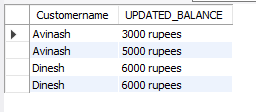 Customername UPDATED_BALANCE
Avinash 3000 rupees
Avinash 5000 rupees
Dinesh 6000 rupees
Dinesh 6000 rupees